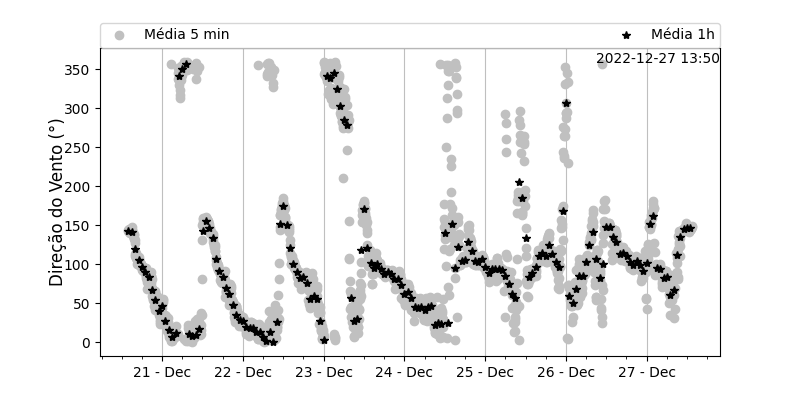 Média 5 min
Média 1h
2022-12-27 13:50
Direção do Vento (°)
350
300
250
200
150
100
50
0
21 - Dec
22 - Dec
23 - Dec
24 - Dec
25 - Dec
26 - Dec
27 - Dec